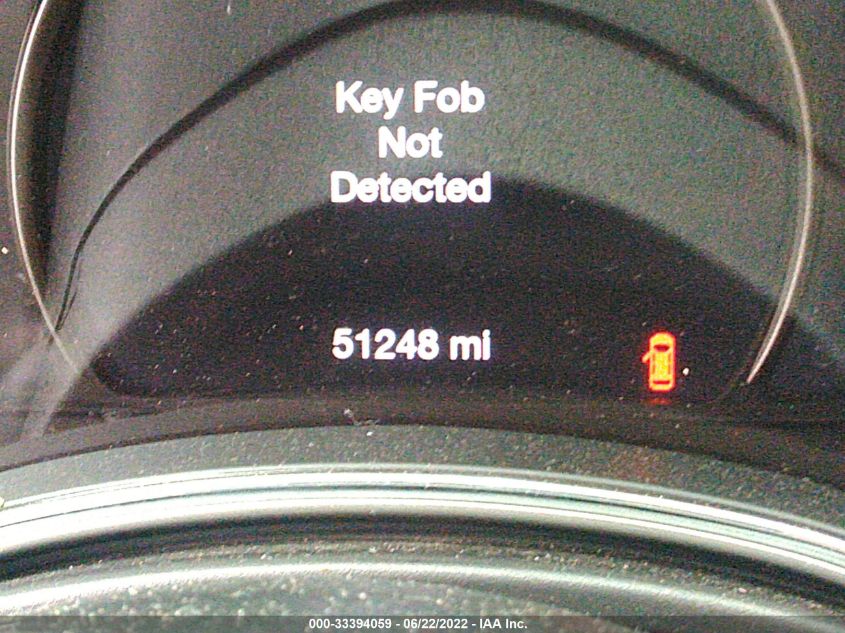 Key Fob
Not
Detected
51248 mi
000-33394059 - 06/22/2022 - IAA Inc.